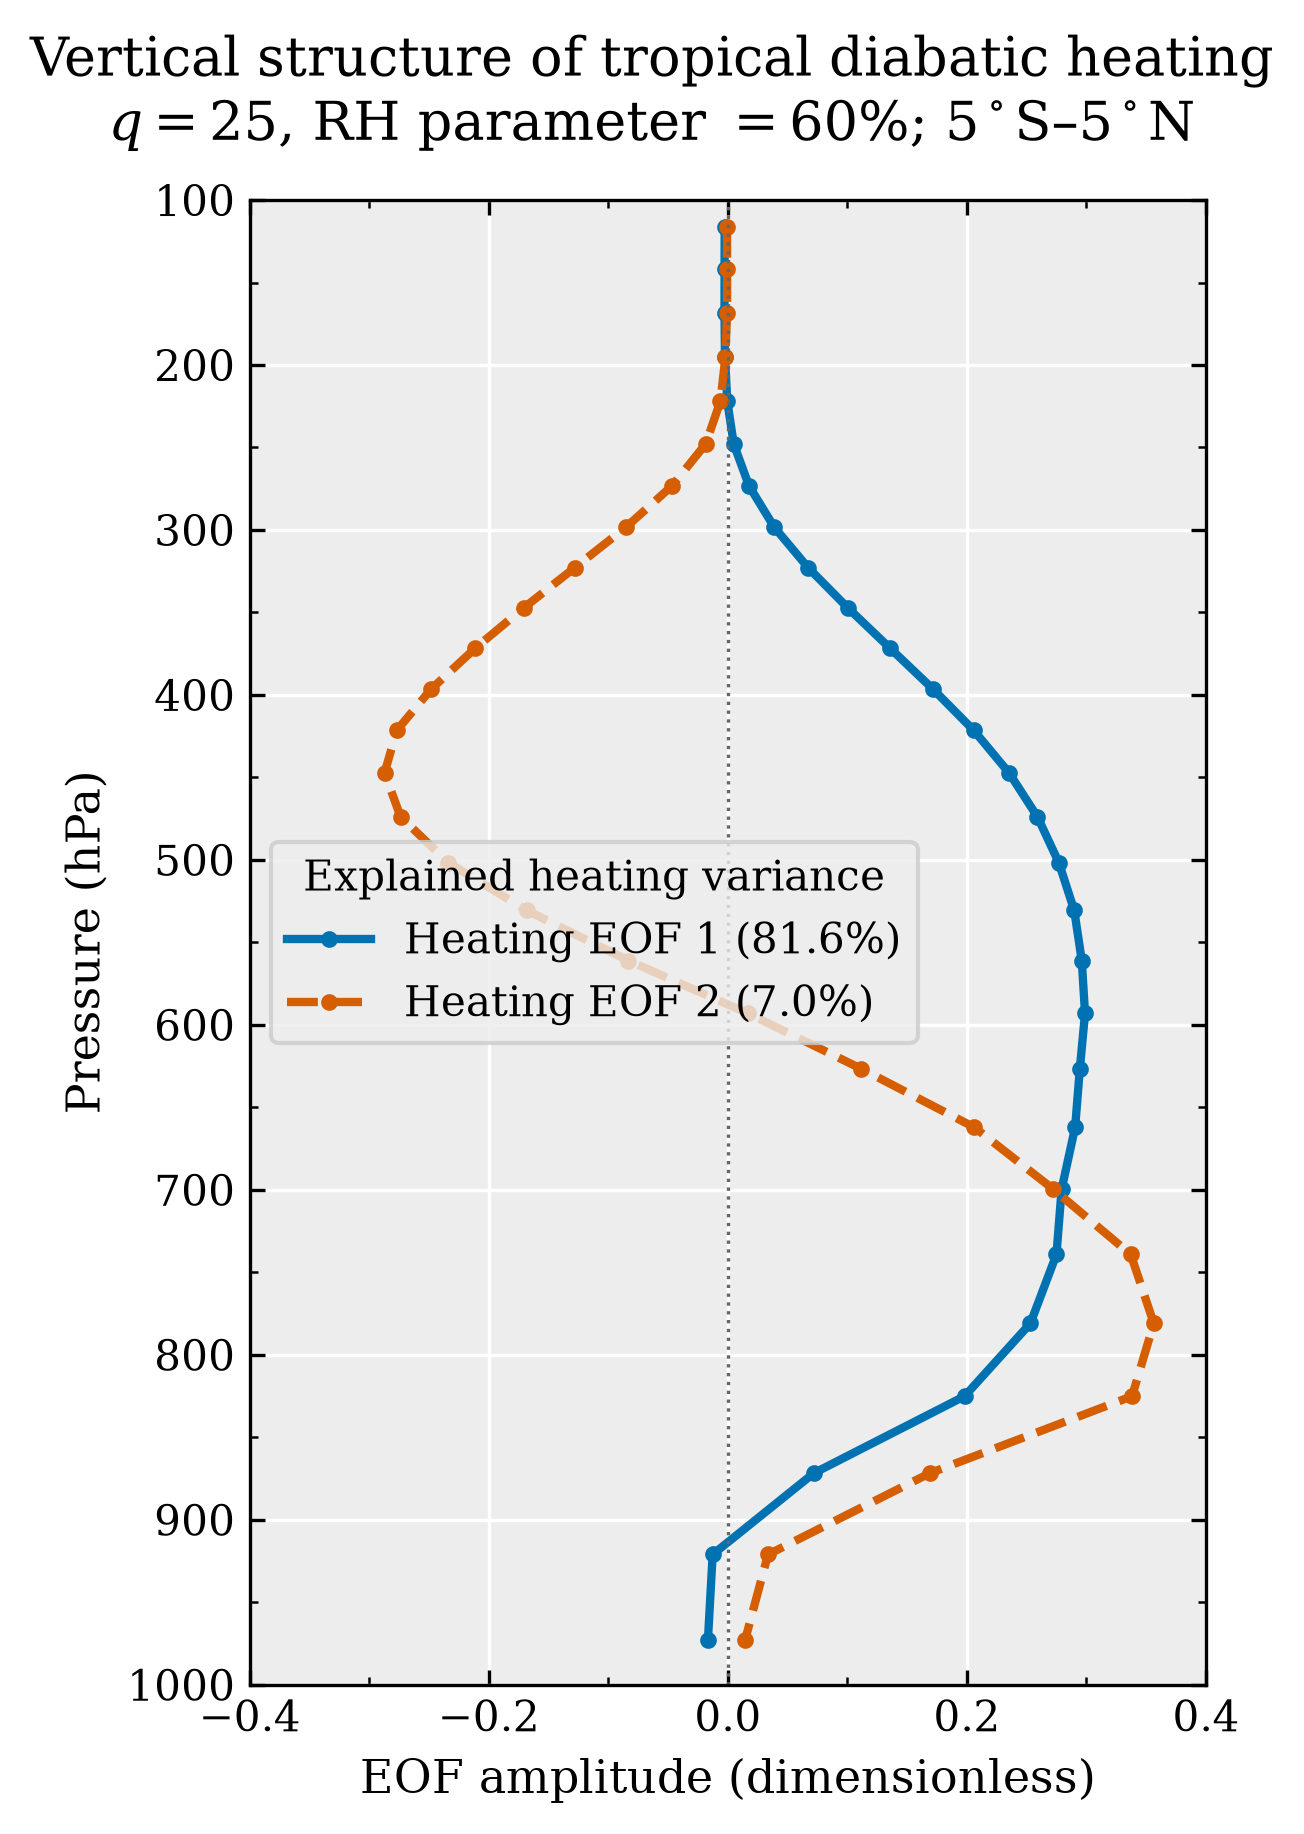 Vertical structure of tropical diabatic heating
q = 25, RH parameter = 60%; 5°S–5°N
100
200
300
400
500
600
700
800
900
1000
Pressure (hPa)
Explained heating variance
Heating EOF 1 (81.6%)
Heating EOF 2 (7.0%)
−0.4 −0.2 0.0 0.2 0.4
EOF amplitude (dimensionless)